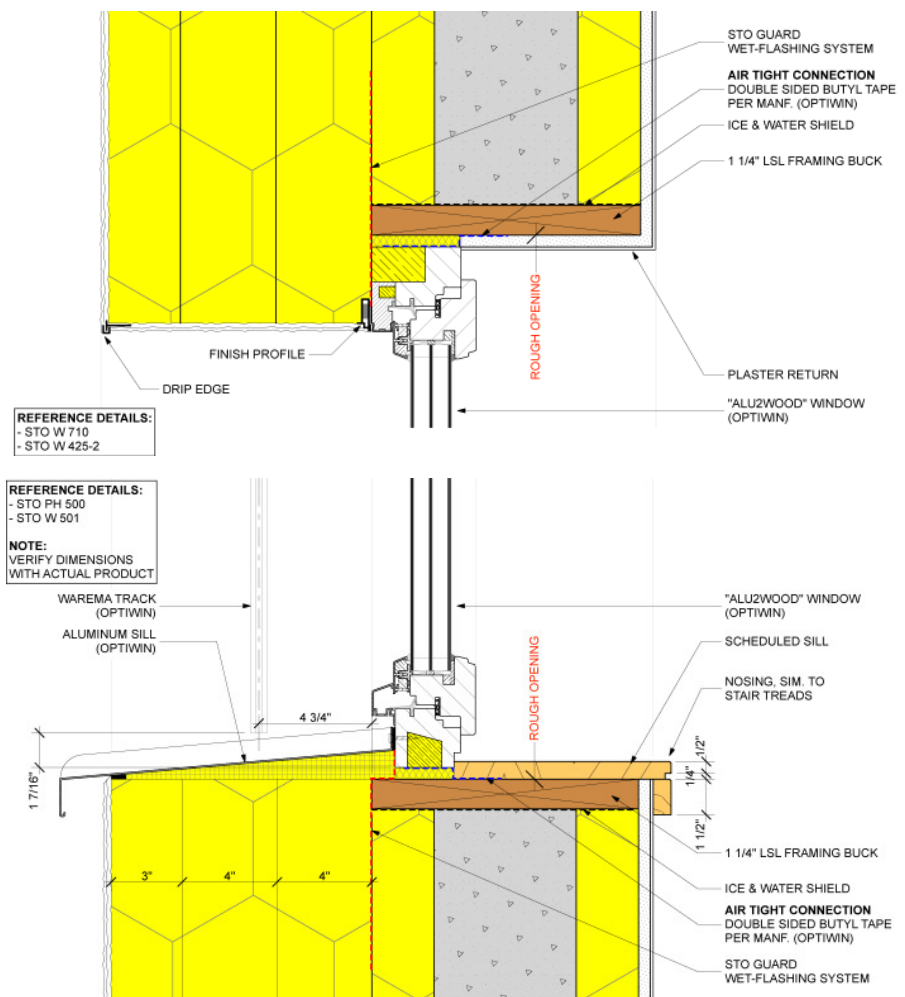 STO GUARD
WET-FLASHING SYSTEM
AIR TIGHT CONNECTION
DOUBLE SIDED BUTYL TAPE
PER MANF. (OPTIWIN)
ICE & WATER SHIELD
1 1/4" LSL FRAMING BUCK
ROUGH OPENING
FINISH PROFILE
DRIP EDGE
PLASTER RETURN
"ALU2WOOD" WINDOW
(OPTIWIN)
REFERENCE DETAILS:
- STO W 710
- STO W 425-2
REFERENCE DETAILS:
- STO PH 500
- STO W 501
NOTE:
VERIFY DIMENSIONS
WITH ACTUAL PRODUCT
WAREMA TRACK
(OPTIWIN)
ALUMINUM SILL
(OPTIWIN)
"ALU2WOOD" WINDOW
(OPTIWIN)
SCHEDULED SILL
ROUGH OPENING
NOSING, SIM. TO
STAIR TREADS
4 3/4"
1 7/16"
1/2"
1/4"
1 1/2"
3"
4"
4"
1 1/4" LSL FRAMING BUCK
ICE & WATER SHIELD
AIR TIGHT CONNECTION
DOUBLE SIDED BUTYL TAPE
PER MANF. (OPTIWIN)
STO GUARD
WET-FLASHING SYSTEM